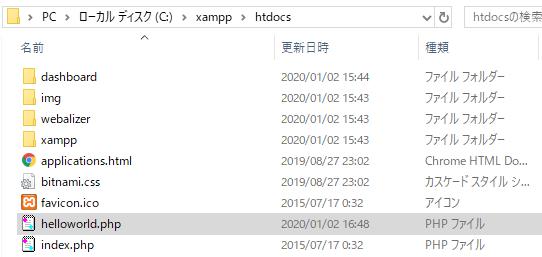 PC › ローカル ディスク (C:) › xampp › htdocs htdocsの検索
名前 更新日時 種類
dashboard 2020/01/02 15:44 ファイル フォルダー
img 2020/01/02 15:43 ファイル フォルダー
webalizer 2020/01/02 15:43 ファイル フォルダー
xampp 2020/01/02 15:43 ファイル フォルダー
applications.html 2019/08/27 23:02 Chrome HTML Do...
bitnami.css 2019/08/27 23:02 カスケード スタイル シ...
favicon.ico 2015/07/17 0:32 アイコン
helloworld.php 2020/01/02 16:48 PHP ファイル
index.php 2015/07/17 0:32 PHP ファイル